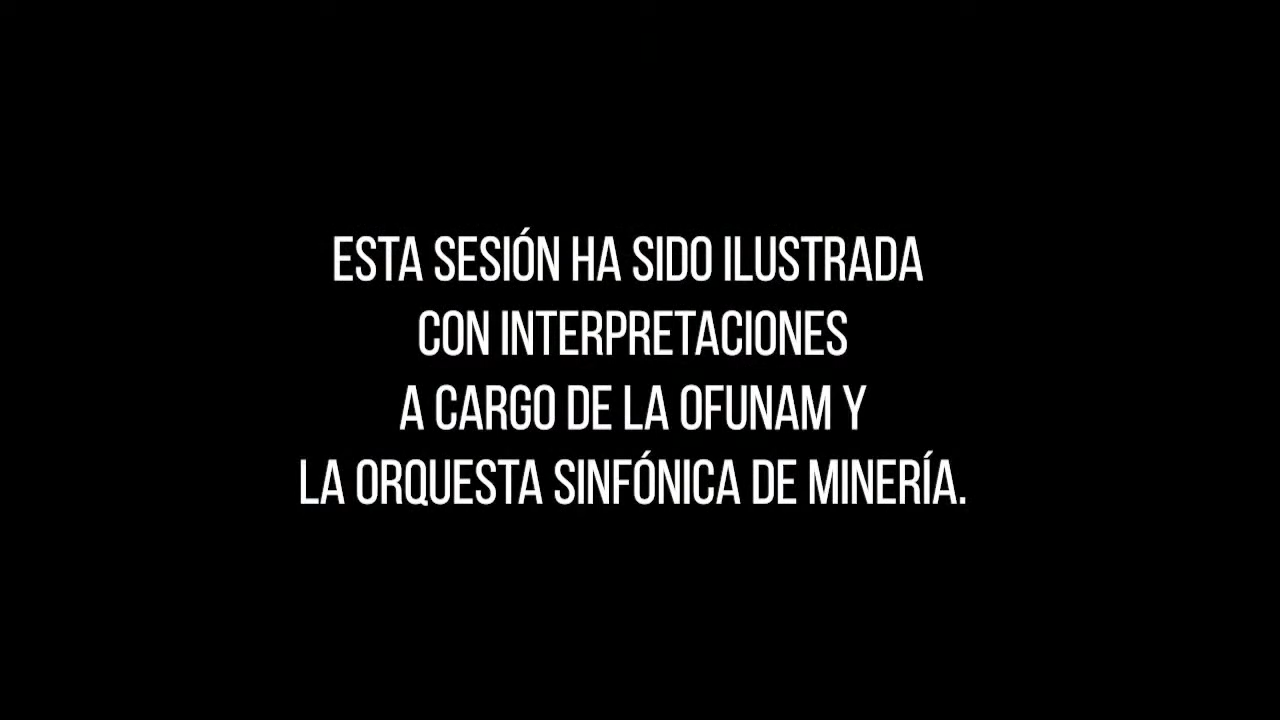 ESTA SESIÓN HA SIDO ILUSTRADA
CON INTERPRETACIONES
A CARGO DE LA OFUNAM Y
LA ORQUESTA SINFÓNICA DE MINERÍA.